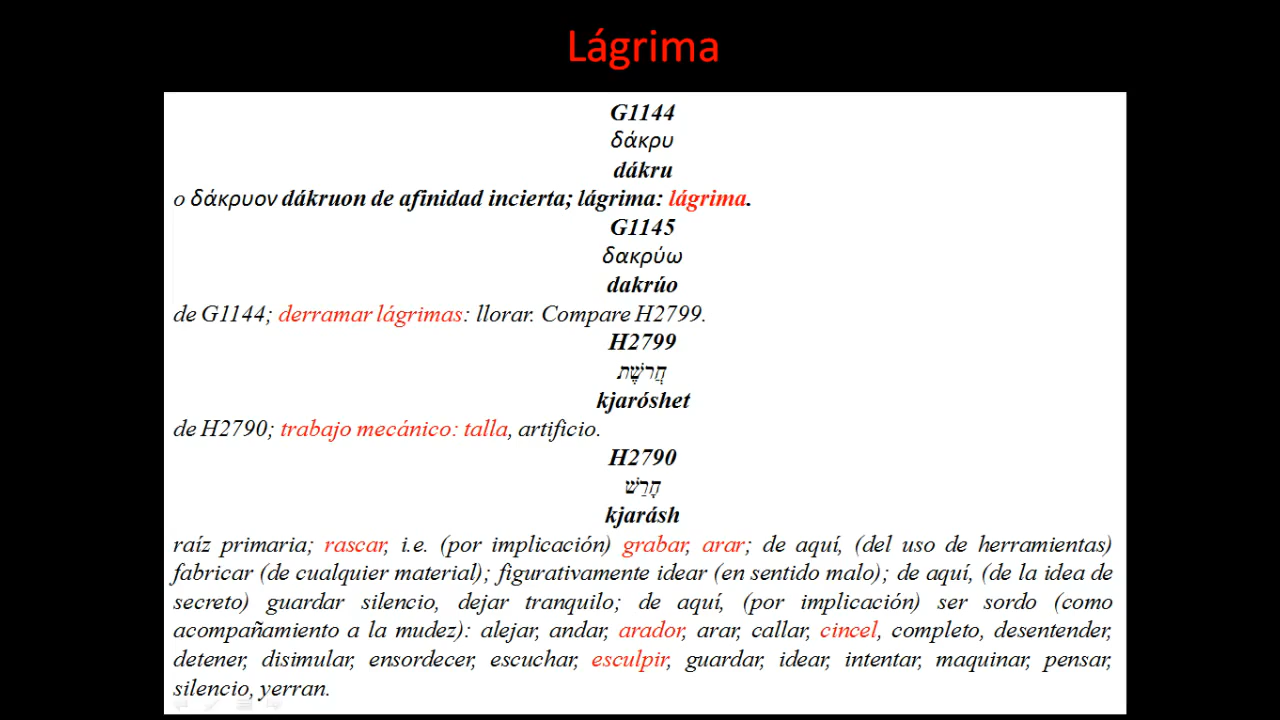 Lágrima
G1144
δάκρυ
dákru
o δάκρυον dákruon de afinidad incierta; lágrima: lágrima.
G1145
δακρύω
dakrúo
de G1144; derramar lágrimas: llorar. Compare H2799.
H2799
חֲרֹשֶׁת
kjaróshet
de H2790; trabajo mecánico: talla, artificio.
H2790
חָרַשׁ
kjarásh
raíz primaria; rascar, i.e. (por implicación) grabar, arar; de aquí, (del uso de herramientas)
fabricar (de cualquier material); figurativamente idear (en sentido malo); de aquí, (de la idea de
secreto) guardar silencio, dejar tranquilo; de aquí, (por implicación) ser sordo (como
acompañamiento a la mudez): alejar, andar, arador, arar, callar, cincel, completo, desentender,
detener, disimular, ensordecer, escuchar, esculpir, guardar, idear, intentar, maquinar, pensar,
silencio, yerran.